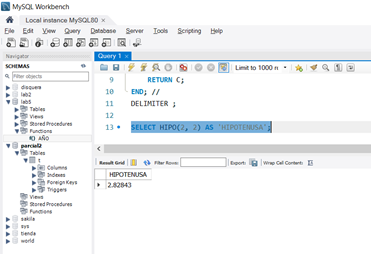 MySQL Workbench
Local instance MySQL80
File Edit View Query Database Server Tools Scripting Help
Navigator
SCHEMAS
Filter objects
disquera
lab2
lab5
Tables
Views
Stored Procedures
Functions
AÑO
parcial2
Tables
Columns
Indexes
Foreign Keys
Triggers
Views
Stored Procedures
Functions
sakila
sys
tienda
world
Query 1
Limit to 1000 r
9 RETURN C;
10 END; //
11 DELIMITER ;
12
13 SELECT HIPO(2, 2) AS 'HIPOTENUSA';
Result Grid Filter Rows: Export: Wrap Cell Content:
HIPOTENUSA
2.82843